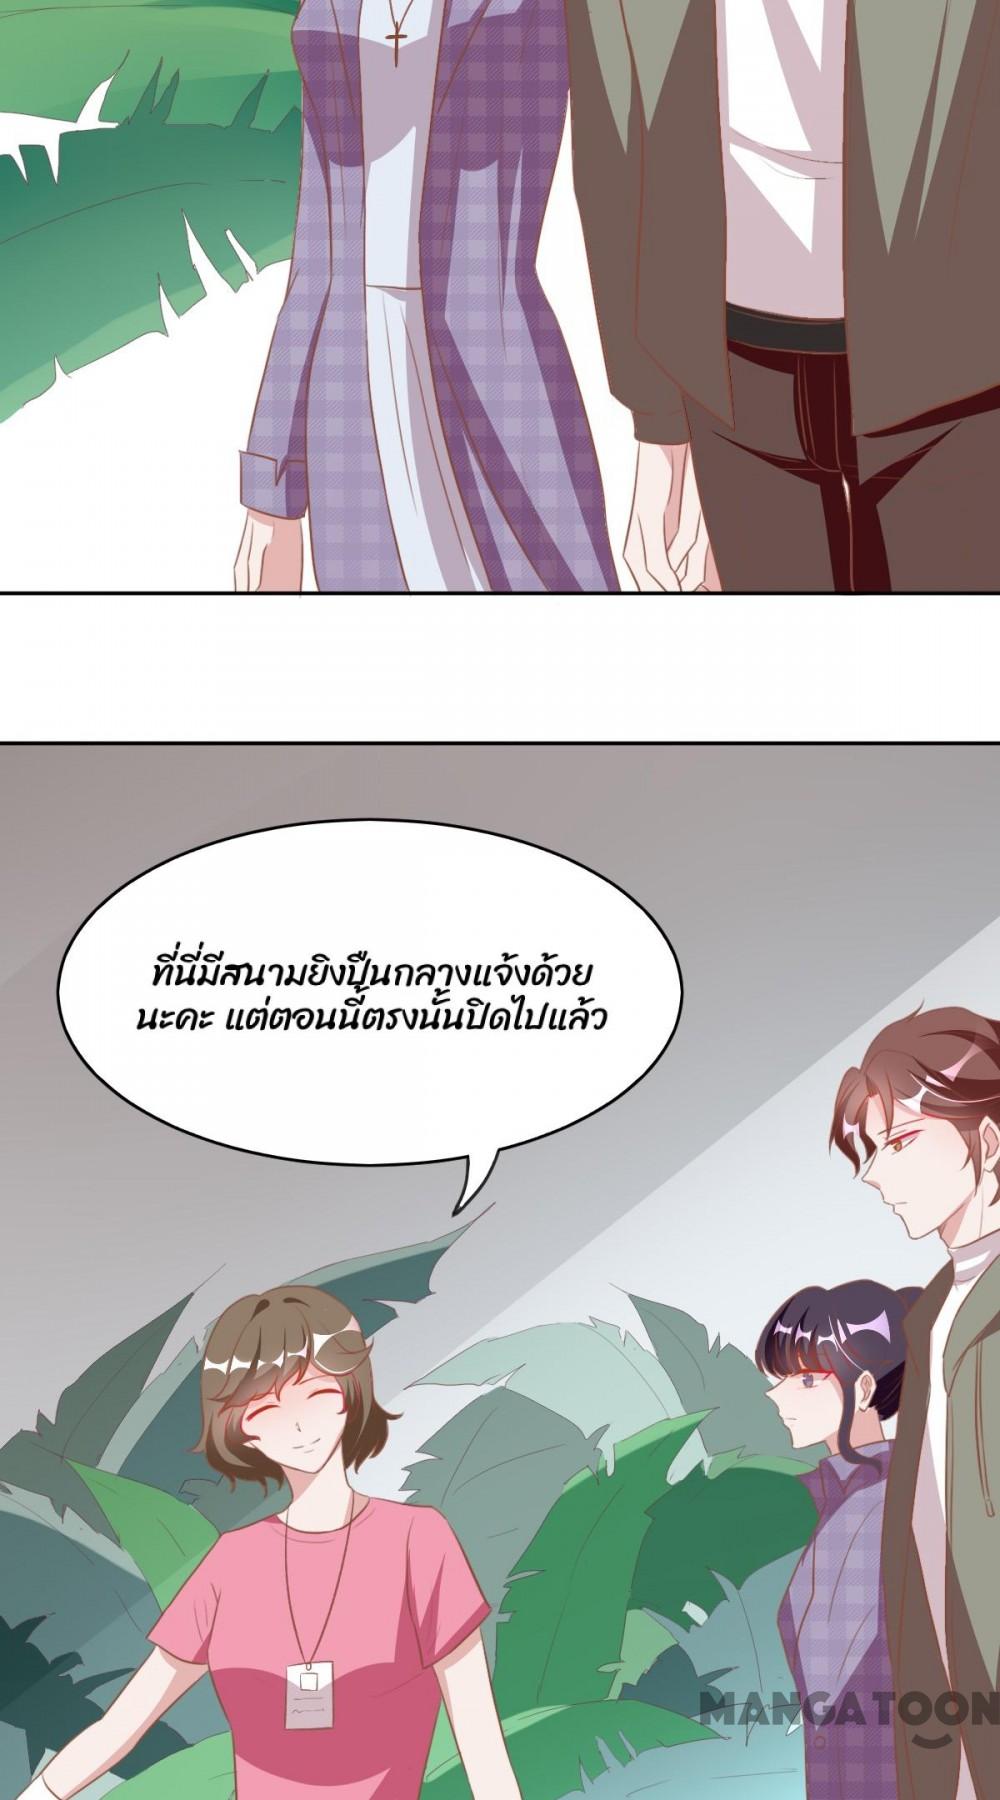 ที่นี่มีสนามยิงปืนกลางแจ้งด้วย
นะคะ แต่ตอนนี้ตรงนั้นปิดไปแล้ว
MANGATOON